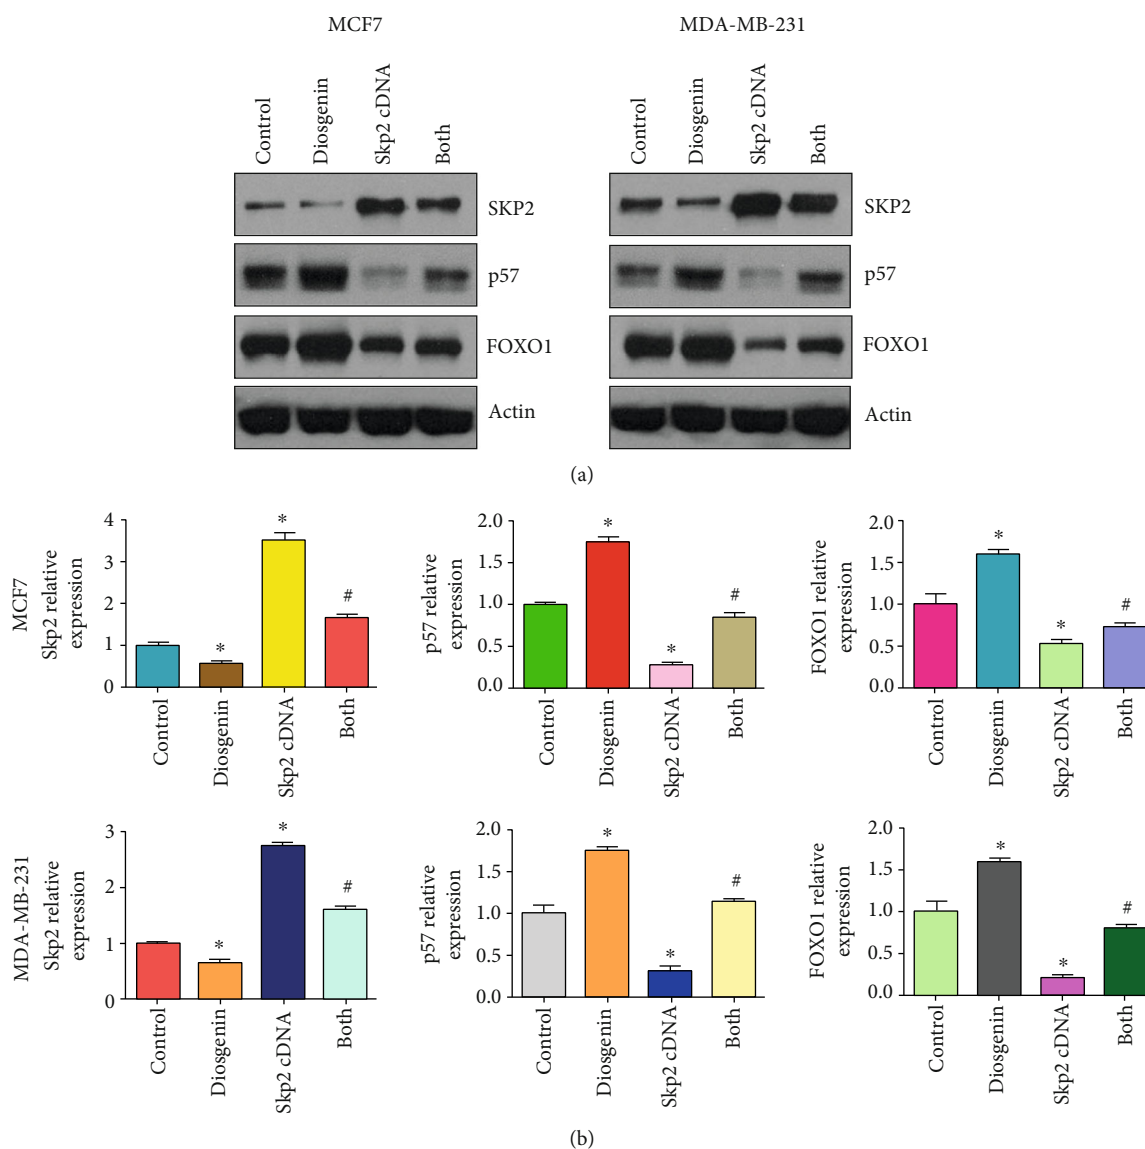 MCF7
MDA-MB-231
Control
Diosgenin
Skp2 cDNA
Both
Control
Diosgenin
Skp2 cDNA
Both
SKP2
p57
FOXO1
Actin
SKP2
p57
FOXO1
Actin
(a)
MCF7
Skp2 relative
expression
4
3
2
1
0
*
*
#
Control
Diosgenin
Skp2 cDNA
Both
p57 relative
expression
2.0
1.5
1.0
0.5
0.0
*
*
#
Control
Diosgenin
Skp2 cDNA
Both
FOXO1 relative
expression
2.0
1.5
1.0
0.5
0.0
*
*
#
Control
Diosgenin
Skp2 cDNA
Both
MDA-MB-231
Skp2 relative
expression
3
2
1
0
*
*
#
Control
Diosgenin
Skp2 cDNA
Both
p57 relative
expression
2.0
1.5
1.0
0.5
0.0
*
*
#
Control
Diosgenin
Skp2 cDNA
Both
FOXO1 relative
expression
2.0
1.5
1.0
0.5
0.0
*
*
#
Control
Diosgenin
Skp2 cDNA
Both
(b)